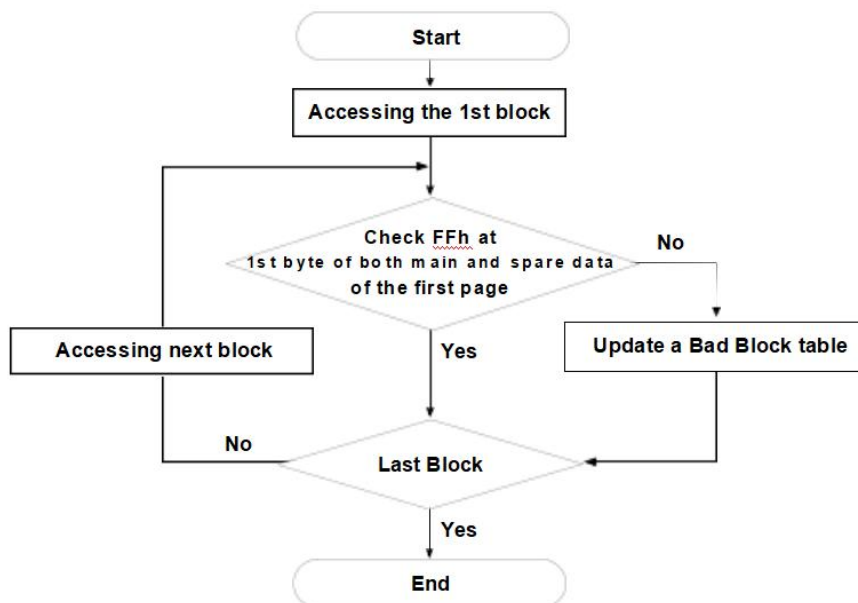 Start
Accessing the 1st block
Check FFh at
1st byte of both main and spare data
of the first page
No
Accessing next block
Yes
Update a Bad Block table
No
Last Block
Yes
End